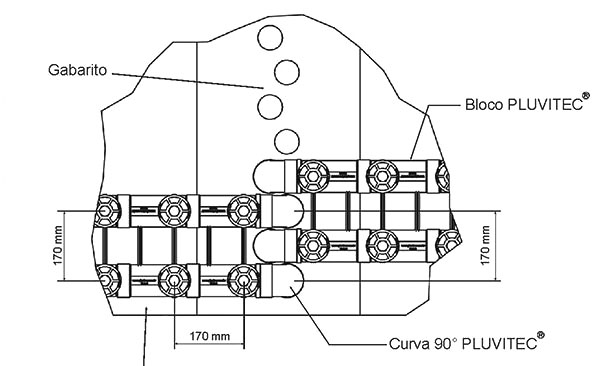 Gabarito
Bloco PLUVITEC®
170 mm
170 mm
170 mm
Curva 90° PLUVITEC®